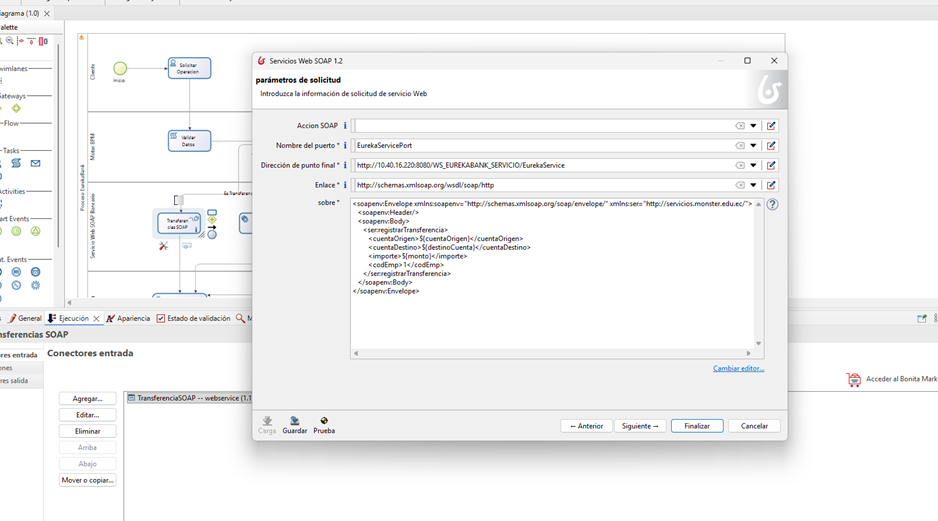 iagrama (1.0)
alette
wimlanes
ateways
Flow
Tasks
ctivities
art Events
nt. Events
Proceso EurekaBank
Cliente
Inicio
Solicitar
Operacion
Motor BPM
Validar
Datos
Servicio Web SOAP Bancario
Es Transferen
Transferen
cias SOAP
Servicios Web SOAP 1.2
parámetros de solicitud
Introduzca la información de solicitud de servicio Web
Accion SOAP
Nombre del puerto * EurekaServicePort
Dirección de punto final * http://10.40.16.220:8080/WS_EUREKABANK_SERVICIO/EurekaService
Enlace * http://schemas.xmlsoap.org/wsdl/soap/http
sobre *
<soapenv:Envelope xmlns:soapenv="http://schemas.xmlsoap.org/soap/envelope/" xmlns:ser="http://servicios.monster.edu.ec/">
<soapenv:Header/>
<soapenv:Body>
<ser:registrarTransferencia>
<cuentaOrigen>${cuentaOrigen}</cuentaOrigen>
<cuentaDestino>${destinoCuenta}</cuentaDestino>
<importe>${monto}</importe>
<codEmp>1</codEmp>
</ser:registrarTransferencia>
</soapenv:Body>
</soapenv:Envelope>
Cambiar editor...
Carga Guardar Prueba
← Anterior Siguiente → Finalizar Cancelar
General Ejecución Apariencia Estado de validación M
nsferencias SOAP
ores entrada
ones
res salida
Conectores entrada
Agregar...
Editar...
Eliminar
Arriba
Abajo
Mover o copiar...
TransferenciaSOAP -- webservice (1.1
Acceder al Bonita Mark